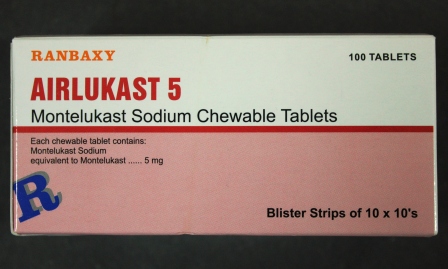 RANBAXY
100 TABLETS
AIRLUKAST 5
Montelukast Sodium Chewable Tablets
Each chewable tablet contains:
Montelukast Sodium
equivalent to Montelukast ...... 5 mg
R
Blister Strips of 10 x 10's